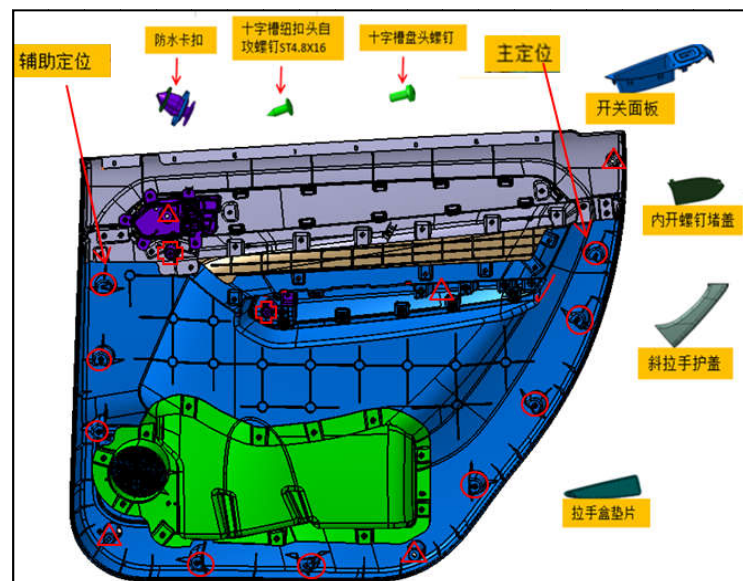 防水卡扣
十字槽纽扣头自
攻螺钉ST4.8X16
十字槽盘头螺钉
辅助定位
主定位
开关面板
内开螺钉堵盖
斜拉手护盖
拉手盒垫片